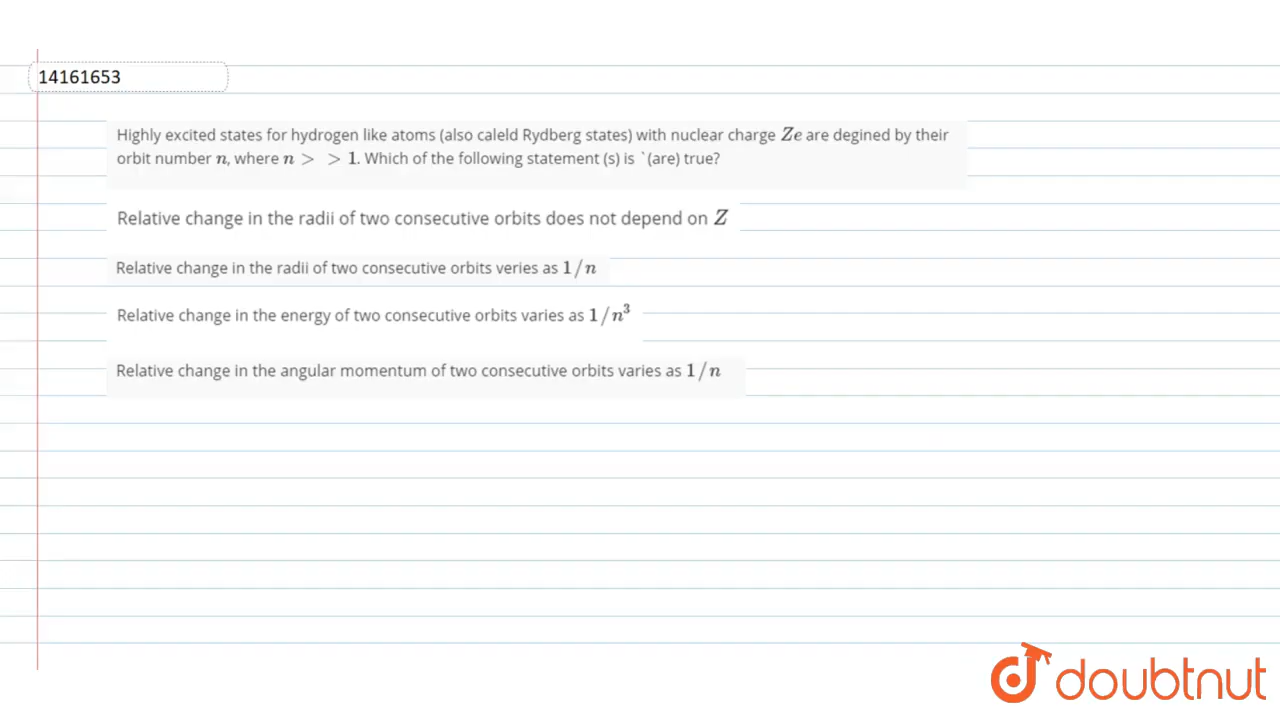 14161653
Highly excited states for hydrogen like atoms (also caleld Rydberg states) with nuclear charge Ze are degined by their
orbit number n, where n > > 1. Which of the following statement (s) is `(are) true?
Relative change in the radii of two consecutive orbits does not depend on Z
Relative change in the radii of two consecutive orbits veries as 1/n
Relative change in the energy of two consecutive orbits varies as 1/n³
Relative change in the angular momentum of two consecutive orbits varies as 1/n
doubtnut